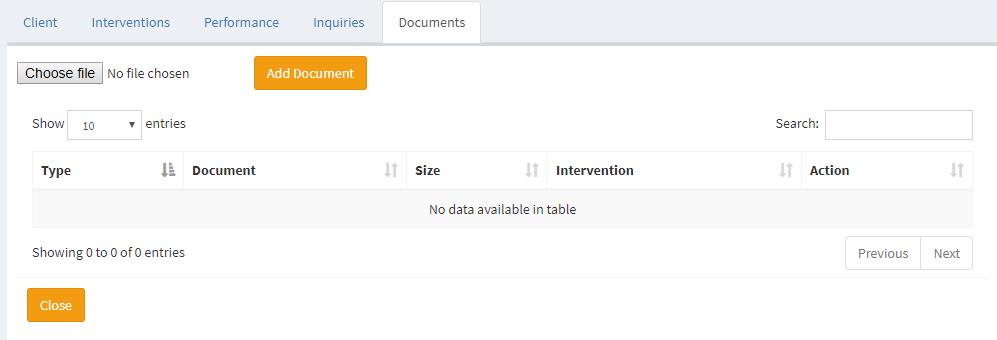 Client Interventions Performance Inquiries Documents
Choose file No file chosen Add Document
Show 10 entries Search:
Type Document Size Intervention Action
No data available in table
Showing 0 to 0 of 0 entries Previous Next
Close